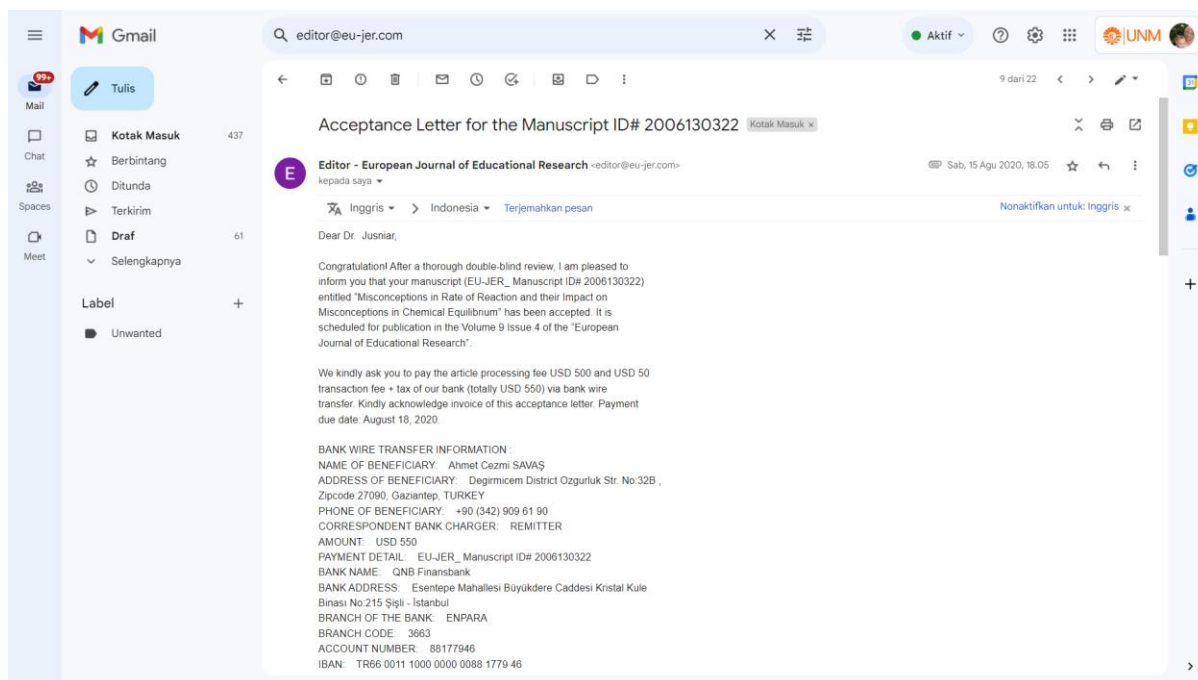 Gmail
editor@eu-jer.com
Aktif
UNM
99+
Mail
Chat
Spaces
Meet
Tulis
Kotak Masuk 437
Berbintang
Ditunda
Terkirim
Draf 61
Selengkapnya
Label
Unwanted
9 dari 22
Acceptance Letter for the Manuscript ID# 2006130322 Kotak Masuk x
E
Editor - European Journal of Educational Research <editor@eu-jer.com>
Sab, 15 Agu 2020, 18.05
kepada saya
Inggris > Indonesia Terjemahkan pesan
Nonaktifkan untuk: Inggris x
Dear Dr. Jusniar,
Congratulation! After a thorough double-blind review, I am pleased to
inform you that your manuscript (EU-JER_ Manuscript ID# 2006130322)
entitled "Misconceptions in Rate of Reaction and their Impact on
Misconceptions in Chemical Equilibrium" has been accepted. It is
scheduled for publication in the Volume 9 Issue 4 of the "European
Journal of Educational Research".
We kindly ask you to pay the article processing fee USD 500 and USD 50
transaction fee + tax of our bank (totally USD 550) via bank wire
transfer. Kindly acknowledge invoice of this acceptance letter. Payment
due date: August 18, 2020.
BANK WIRE TRANSFER INFORMATION :
NAME OF BENEFICIARY: Ahmet Cezmi SAVAŞ
ADDRESS OF BENEFICIARY: Degirmicem District Ozgurluk Str. No:32B ,
Zipcode:27090, Gaziantep, TURKEY
PHONE OF BENEFICIARY: +90 (342) 909 61 90
CORRESPONDENT BANK CHARGER: REMITTER
AMOUNT: USD 550
PAYMENT DETAIL: EU-JER_ Manuscript ID# 2006130322
BANK NAME: QNB Finansbank
BANK ADDRESS: Esentepe Mahallesi Büyükdere Caddesi Kristal Kule
Binası No:215 Şişli - İstanbul
BRANCH OF THE BANK: ENPARA
BRANCH CODE: 3663
ACCOUNT NUMBER: 88177946
IBAN: TR66 0011 1000 0000 0088 1779 46